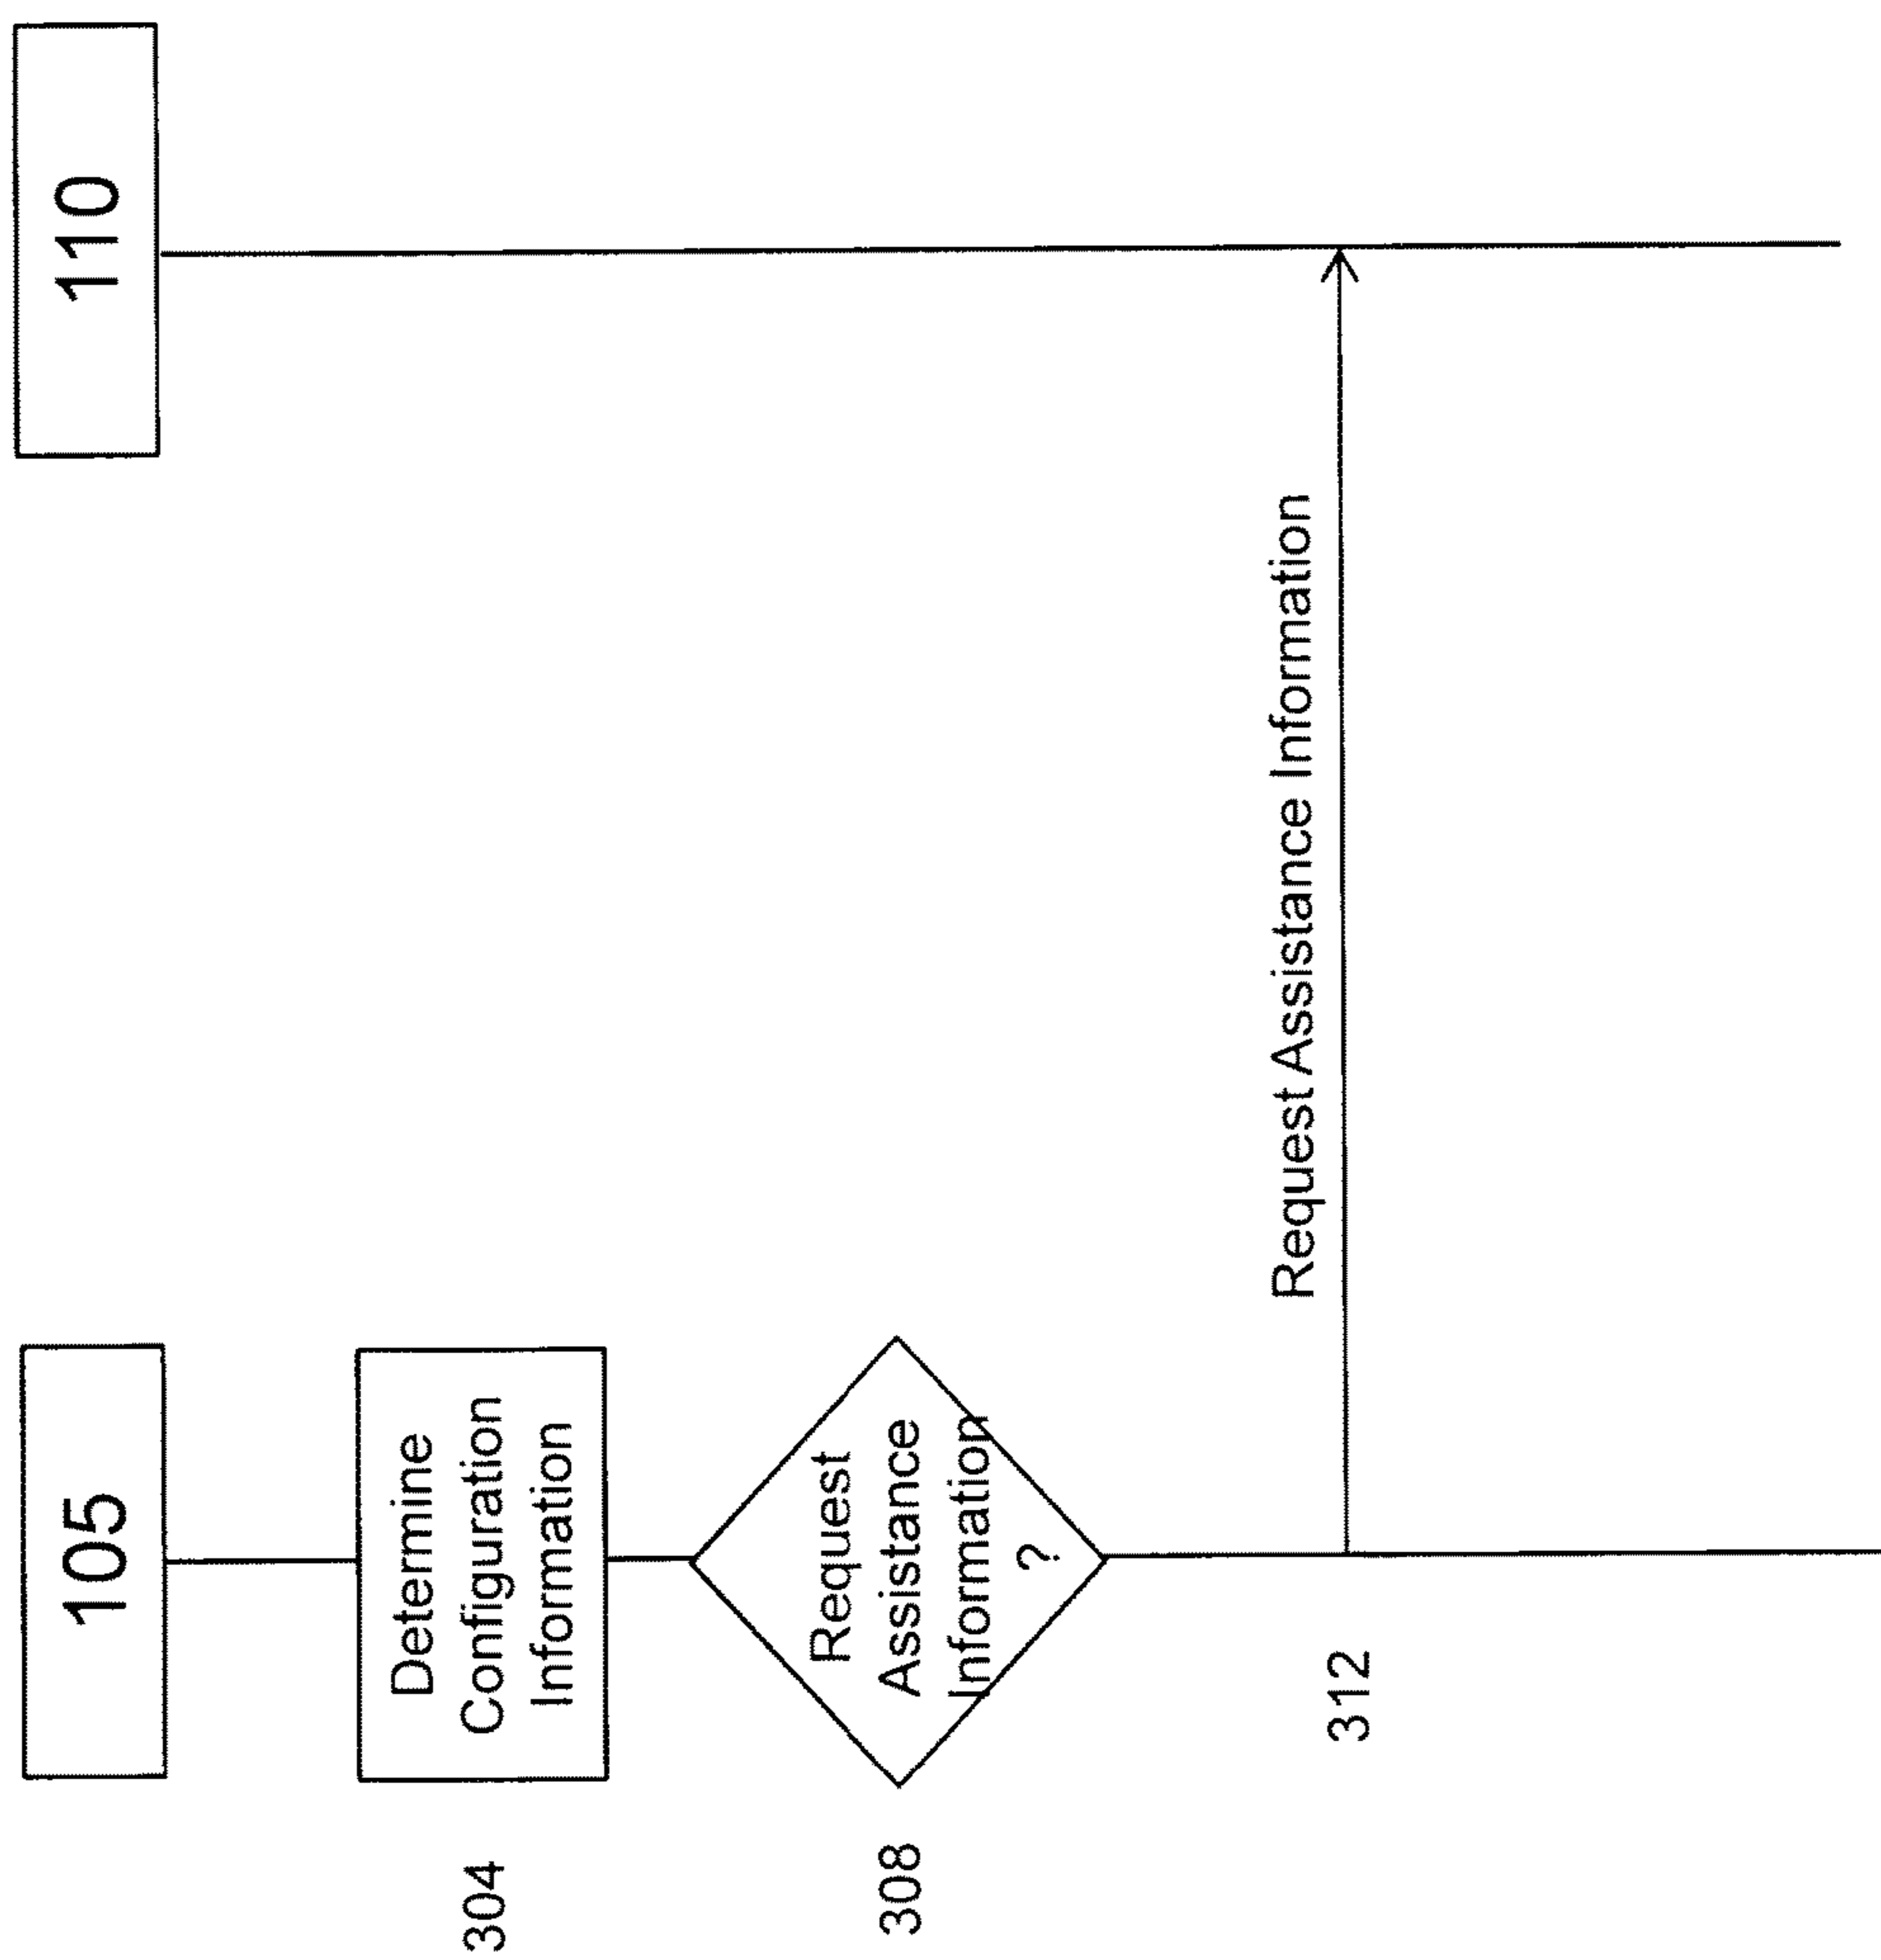 105
110
304
Determine
Configuration
Information
308
Request
Assistance
Information
?
312
Request Assistance Information